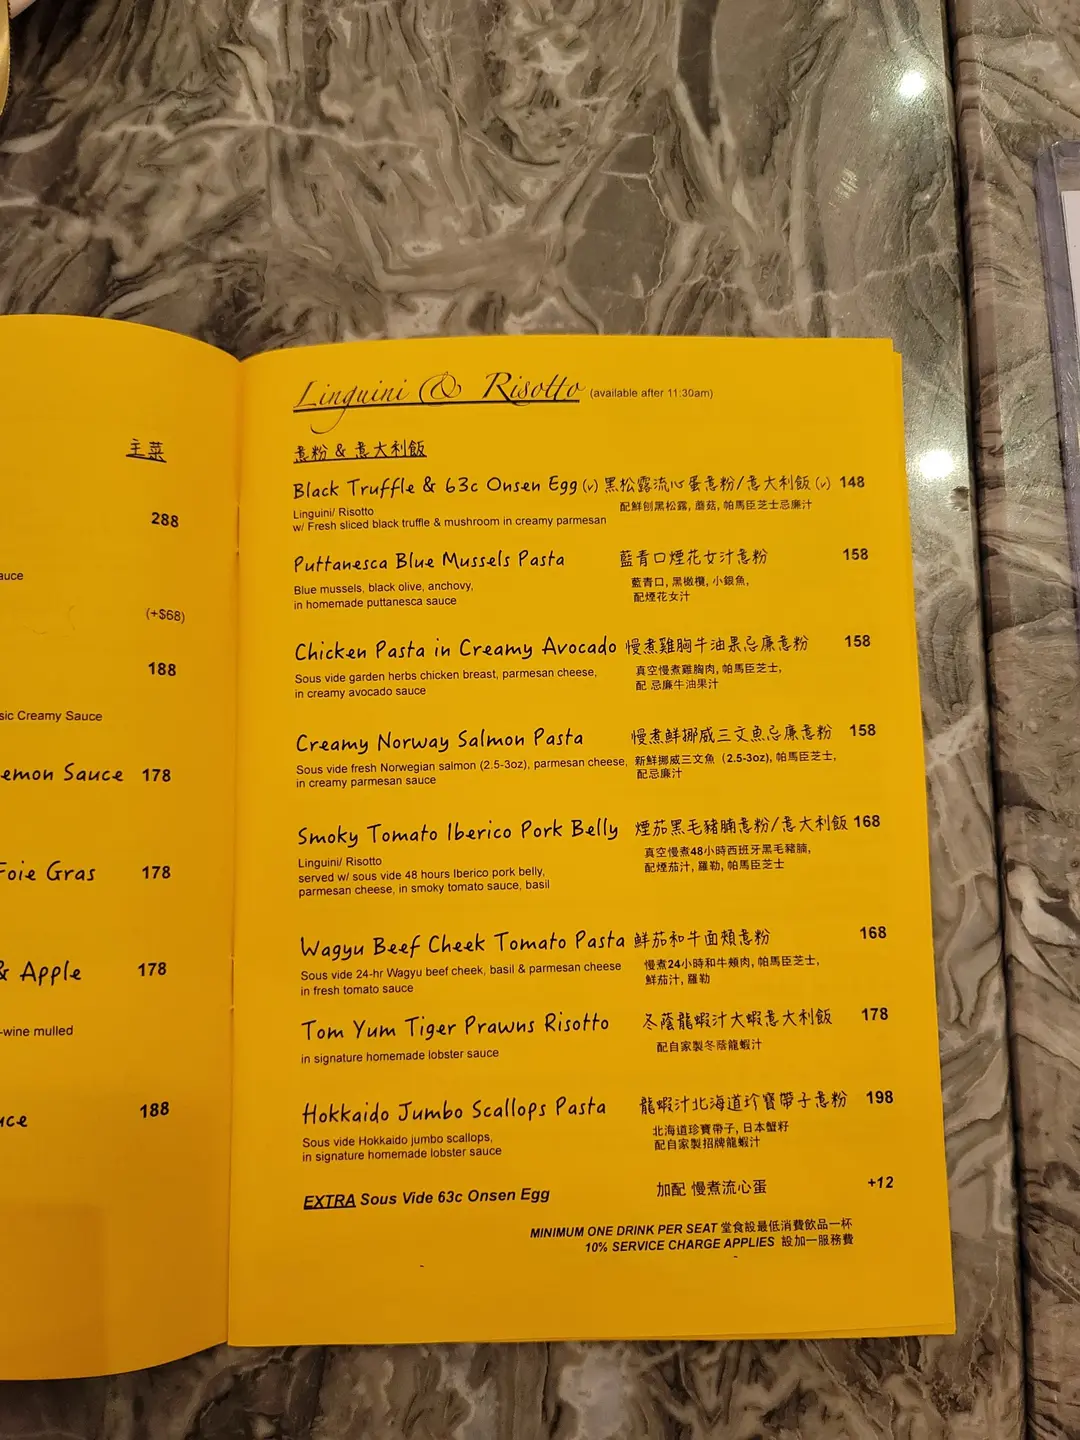 主菜
288
auce
(+$68)
188
sic Creamy Sauce
emon Sauce 178
Foie Gras 178
& Apple 178
-wine mulled
uce 188
Linguini & Risotto (available after 11:30am)
意粉 & 意大利飯
Black Truffle & 63c Onsen Egg (v) 黑松露流心蛋意粉/意大利飯 (v) 148
Linguini/ Risotto 配鮮刨黑松露, 蘑菇, 帕馬臣芝士忌廉汁
w/ Fresh sliced black truffle & mushroom in creamy parmesan
Puttanesca Blue Mussels Pasta 藍青口煙花女汁意粉 158
Blue mussels, black olive, anchovy, 藍青口, 黑橄欖, 小銀魚,
in homemade puttanesca sauce 配煙花女汁
Chicken Pasta in Creamy Avocado 慢煮雞胸牛油果忌廉意粉 158
Sous vide garden herbs chicken breast, parmesan cheese, 真空慢煮雞胸肉, 帕馬臣芝士,
in creamy avocado sauce 配 忌廉牛油果汁
Creamy Norway Salmon Pasta 慢煮鮮挪威三文魚忌廉意粉 158
Sous vide fresh Norwegian salmon (2.5-3oz), parmesan cheese, 新鮮挪威三文魚 (2.5-3oz), 帕馬臣芝士,
in creamy parmesan sauce 配忌廉汁
Smoky Tomato Iberico Pork Belly 煙茄黑毛豬腩意粉/意大利飯 168
Linguini/ Risotto 真空慢煮48小時西班牙黑毛豬腩,
served w/ sous vide 48 hours Iberico pork belly, 配煙茄汁, 羅勒, 帕馬臣芝士
parmesan cheese, in smoky tomato sauce, basil
Wagyu Beef Cheek Tomato Pasta 鮮茄和牛面頰意粉 168
Sous vide 24-hr Wagyu beef cheek, basil & parmesan cheese 慢煮24小時和牛頰肉, 帕馬臣芝士,
in fresh tomato sauce 鮮茄汁, 羅勒
Tom Yum Tiger Prawns Risotto 冬蔭龍蝦汁大蝦意大利飯 178
in signature homemade lobster sauce 配自家製冬蔭龍蝦汁
Hokkaido Jumbo Scallops Pasta 龍蝦汁北海道珍寶帶子意粉 198
Sous vide Hokkaido jumbo scallops, 北海道珍寶帶子, 日本蟹籽
in signature homemade lobster sauce 配自家製招牌龍蝦汁
EXTRA Sous Vide 63c Onsen Egg 加配 慢煮流心蛋 +12
MINIMUM ONE DRINK PER SEAT 堂食設最低消費飲品一杯
10% SERVICE CHARGE APPLIES 設加一服務費